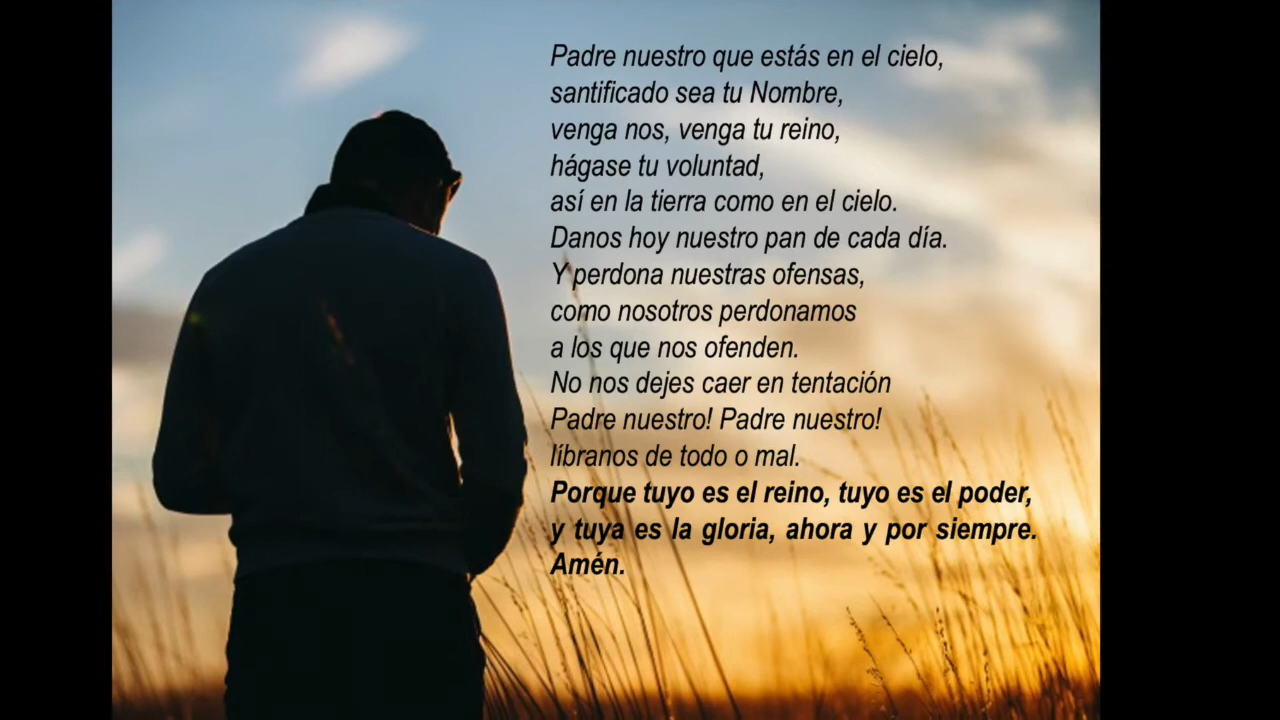 Padre nuestro que estás en el cielo,
santificado sea tu Nombre,
venga nos, venga tu reino,
hágase tu voluntad,
así en la tierra como en el cielo.
Danos hoy nuestro pan de cada día.
Y perdona nuestras ofensas,
como nosotros perdonamos
a los que nos ofenden.
No nos dejes caer en tentación
Padre nuestro! Padre nuestro!
líbranos de todo o mal.
Porque tuyo es el reino, tuyo es el poder,
y tuya es la gloria, ahora y por siempre.
Amén.